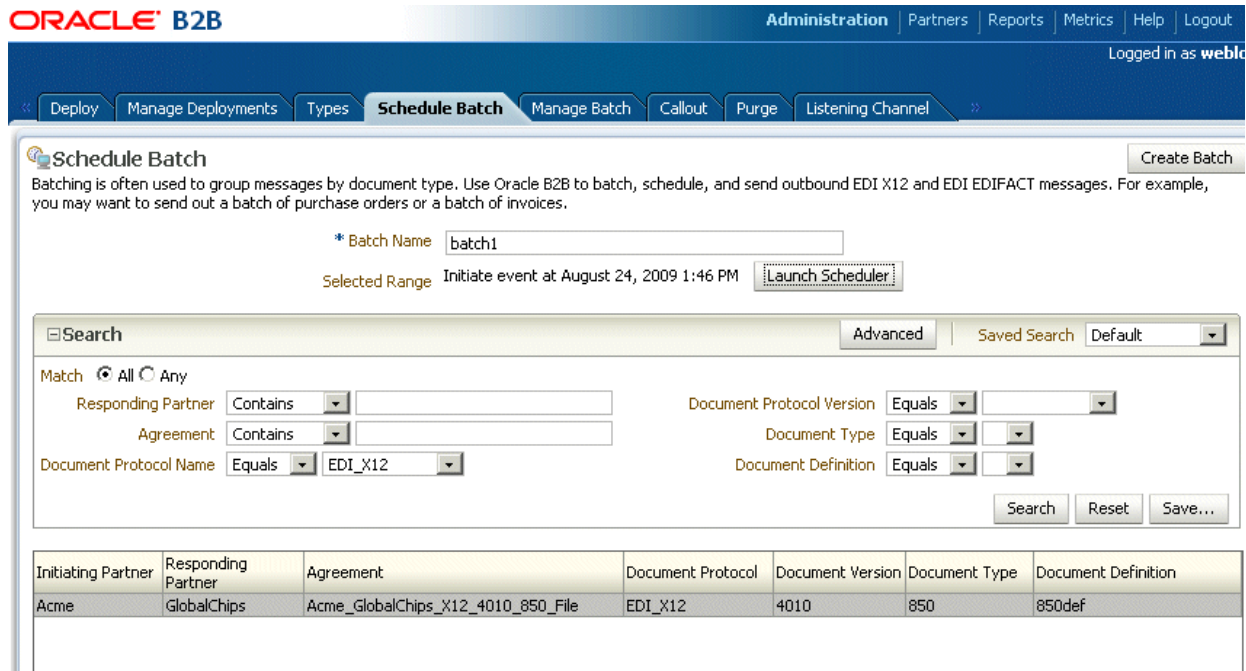 ORACLE B2B
Administration | Partners | Reports | Metrics | Help | Logout
Logged in as weblo
Deploy Manage Deployments Types Schedule Batch Manage Batch Callout Purge Listening Channel
Schedule Batch
Create Batch
Batching is often used to group messages by document type. Use Oracle B2B to batch, schedule, and send outbound EDI X12 and EDI EDIFACT messages. For example,
you may want to send out a batch of purchase orders or a batch of invoices.
* Batch Name batch1
Selected Range Initiate event at August 24, 2009 1:46 PM Launch Scheduler
Search Advanced Saved Search Default
Match All Any
Responding Partner Contains Document Protocol Version Equals
Agreement Contains Document Type Equals
Document Protocol Name Equals EDI_X12 Document Definition Equals
Search Reset Save...
Initiating Partner Responding Partner Agreement Document Protocol Document Version Document Type Document Definition
Acme GlobalChips Acme_GlobalChips_X12_4010_850_File EDI_X12 4010 850 850def